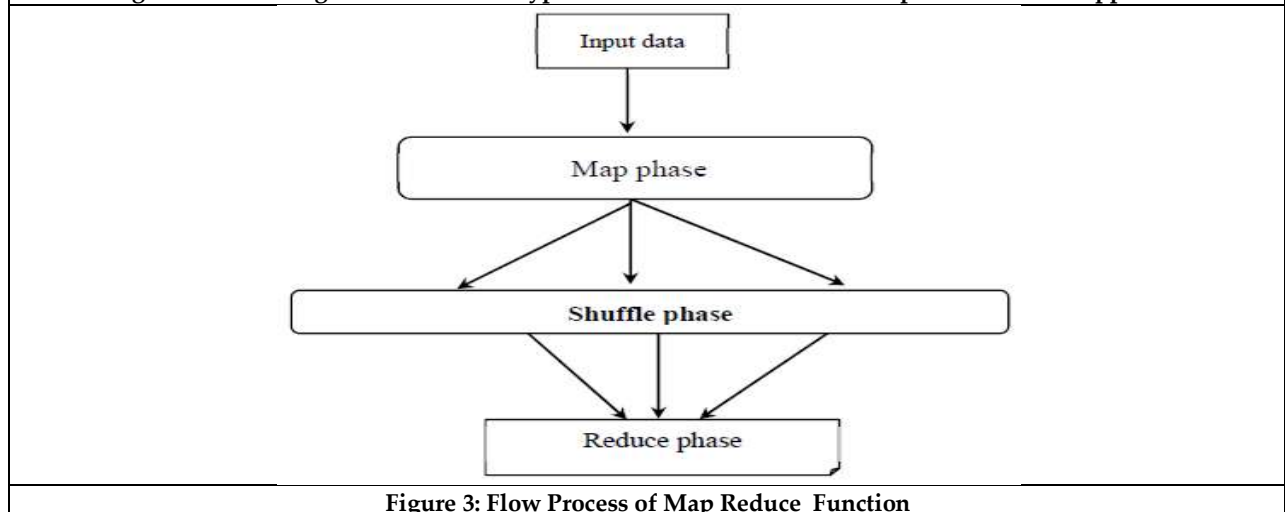 Input data
Map phase
Shuffle phase
Reduce phase
Figure 3: Flow Process of Map Reduce Function